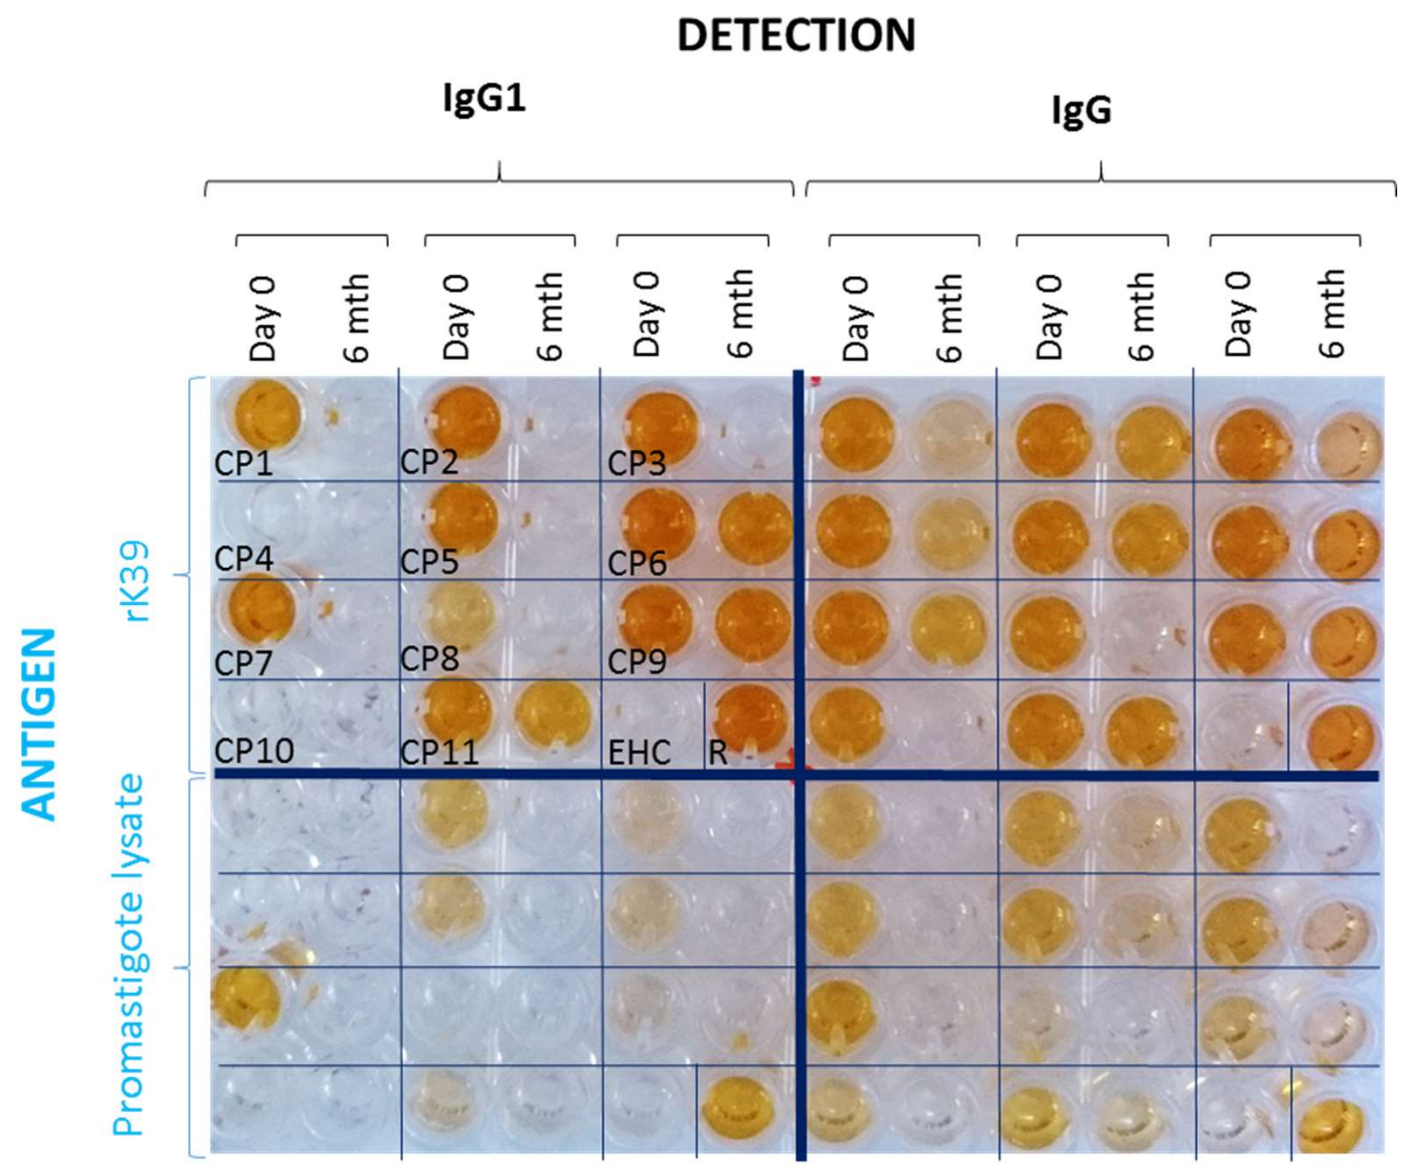 DETECTION
IgG1
IgG
Day 0
6 mth
Day 0
6 mth
Day 0
6 mth
Day 0
6 mth
Day 0
6 mth
Day 0
6 mth
ANTIGEN
rK39
CP1
CP2
CP3
CP4
CP5
CP6
CP7
CP8
CP9
CP10
CP11
EHC
R
Promastigote lysate